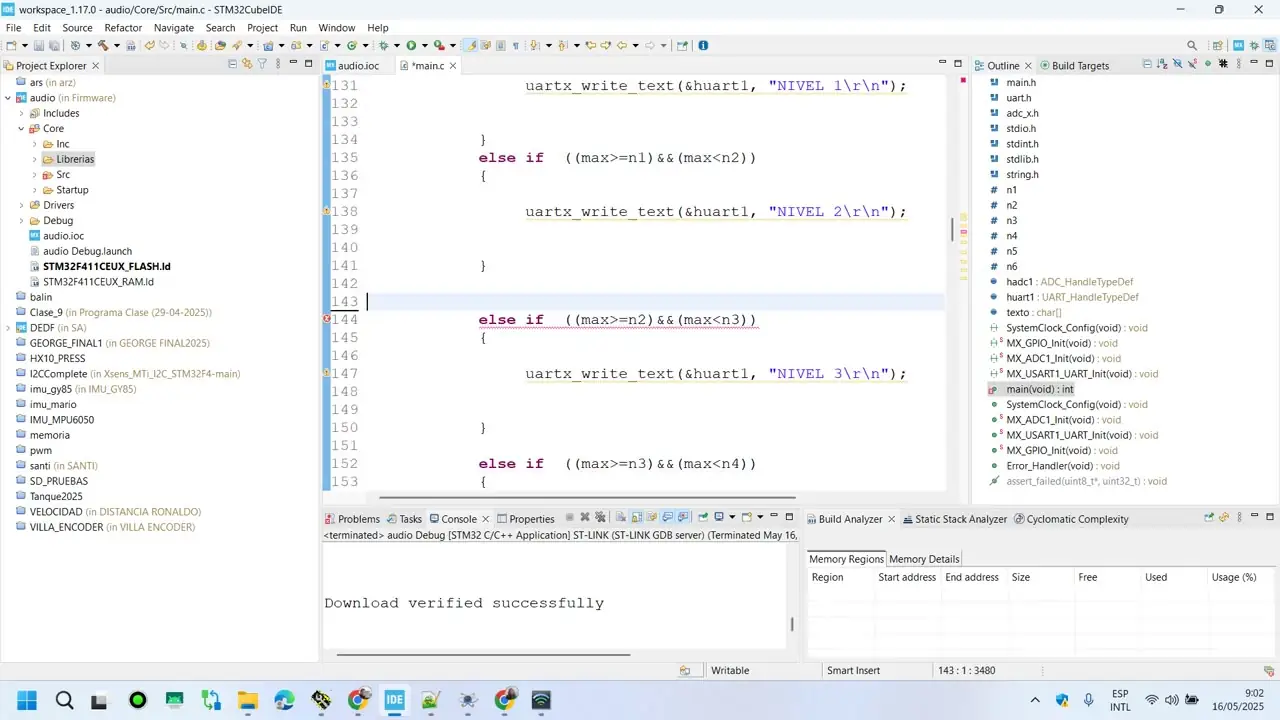 workspace_1.17.0 - audio/Core/Src/main.c - STM32CubeIDE
File Edit Source Refactor Navigate Search Project Run Window Help
Project Explorer
ars (in arz)
audio (in Firmware)
Includes
Core
Inc
Librerias
Src
Startup
Drivers
Debug
audio.ioc
audio Debug.launch
STM32F411CEUX_FLASH.ld
STM32F411CEUX_RAM.ld
balin
Clase_9 (in Programa Clase (29-04-2025))
DEDF (in SA)
GEORGE_FINAL1 (in GEORGE FINAL2025)
HX10_PRESS
I2CComplete (in Xsens_MTi_I2C_STM32F4-main)
imu_gy85 (in IMU_GY85)
imu_mario
IMU_MPU6050
memoria
pwm
santi (in SANTI)
SD_PRUEBAS
Tanque2025
VELOCIDAD (in DISTANCIA RONALDO)
VILLA_ENCODER (in VILLA ENCODER)
audio.ioc *main.c
131 uartx_write_text(&huart1, "NIVEL 1\r\n");
132
133
134 }
135 else if ((max>=n1)&&(max<n2))
136 {
137
138 uartx_write_text(&huart1, "NIVEL 2\r\n");
139
140
141 }
142
143
144 else if ((max>=n2)&&(max<n3))
145 {
146
147 uartx_write_text(&huart1, "NIVEL 3\r\n");
148
149
150 }
151
152 else if ((max>=n3)&&(max<n4))
153 {
Outline Build Targets
main.h
uart.h
adc_x.h
stdio.h
stdint.h
stdlib.h
string.h
n1
n2
n3
n4
n5
n6
hadc1 : ADC_HandleTypeDef
huart1 : UART_HandleTypeDef
texto : char[]
SystemClock_Config(void) : void
MX_GPIO_Init(void) : void
MX_ADC1_Init(void) : void
MX_USART1_UART_Init(void) : void
main(void) : int
SystemClock_Config(void) : void
MX_ADC1_Init(void) : void
MX_USART1_UART_Init(void) : void
MX_GPIO_Init(void) : void
Error_Handler(void) : void
assert_failed(uint8_t*, uint32_t) : void
Problems Tasks Console Properties
<terminated> audio Debug [STM32 C/C++ Application] ST-LINK (ST-LINK GDB server) (Terminated May 16,
Download verified successfully
Build Analyzer Static Stack Analyzer Cyclomatic Complexity
Memory Regions Memory Details
Region Start address End address Size Free Used Usage (%)
Writable Smart Insert 143 : 1 : 3480
IDE
ESP
INTL
9:02
16/05/2025